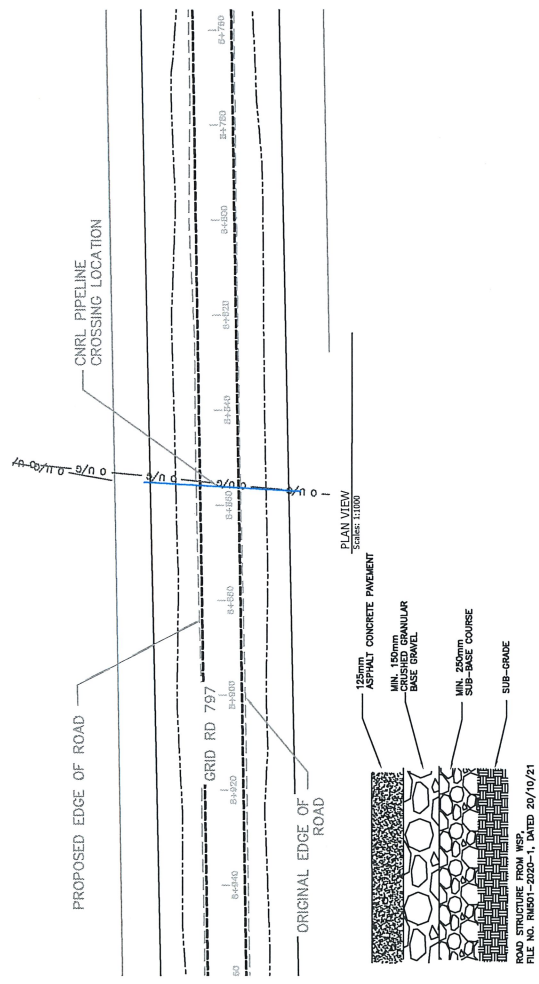 CNRL PIPELINE
CROSSING LOCATION
PROPOSED EDGE OF ROAD
GRID RD 797
ORIGINAL EDGE OF
ROAD
60
8+940
8+920
8+900
8+880
8+860
8+840
8+820
8+800
8+780
8+760
O U/G
O U/G
O U/G
O U/G
O U/G
O
PLAN VIEW
Scales: 1:1000
125mm
ASPHALT CONCRETE PAVEMENT
MIN. 150mm
CRUSHED GRANULAR
BASE GRAVEL
MIN. 250mm
SUB-BASE COURSE
SUB-GRADE
ROAD STRUCTURE FROM WSP,
FILE NO. RM501-2020-1, DATED 20/10/21